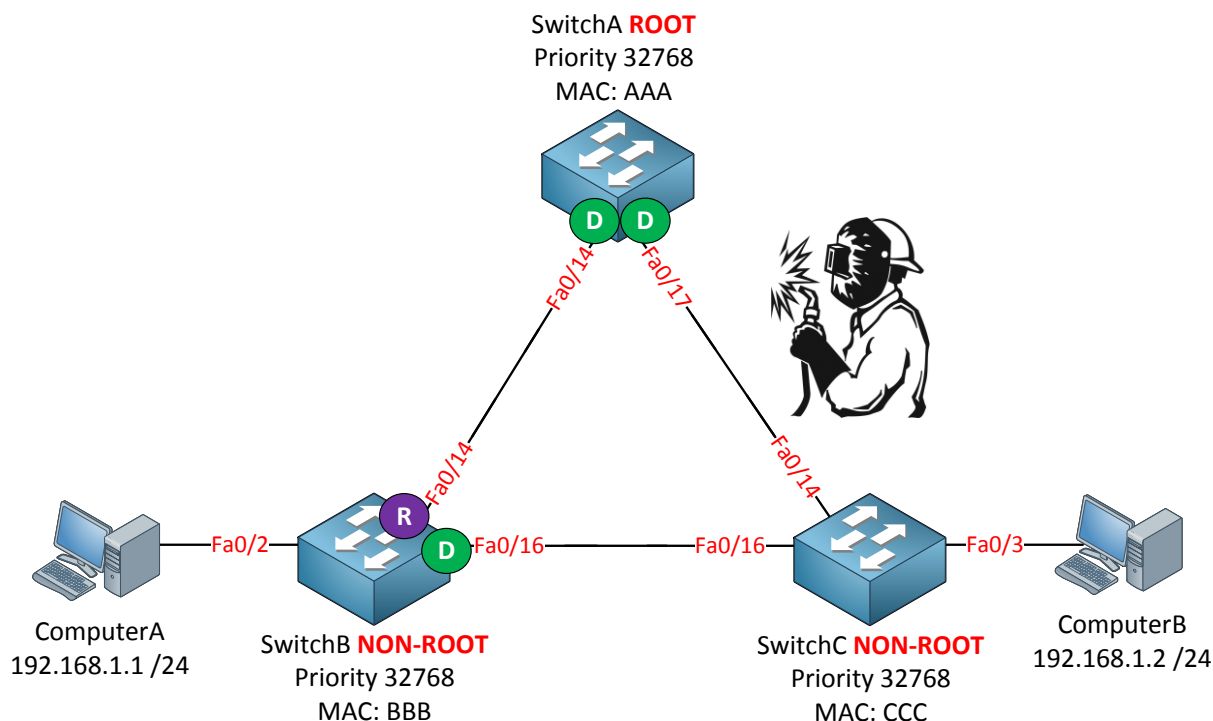 SwitchA ROOT
Priority 32768
MAC: AAA
D
D
Fa0/14
Fa0/17
Fa0/14
Fa0/14
R
D
Fa0/2
Fa0/16
Fa0/16
Fa0/3
ComputerA
192.168.1.1 /24
SwitchB NON-ROOT
Priority 32768
MAC: BBB
SwitchC NON-ROOT
Priority 32768
MAC: CCC
ComputerB
192.168.1.2 /24